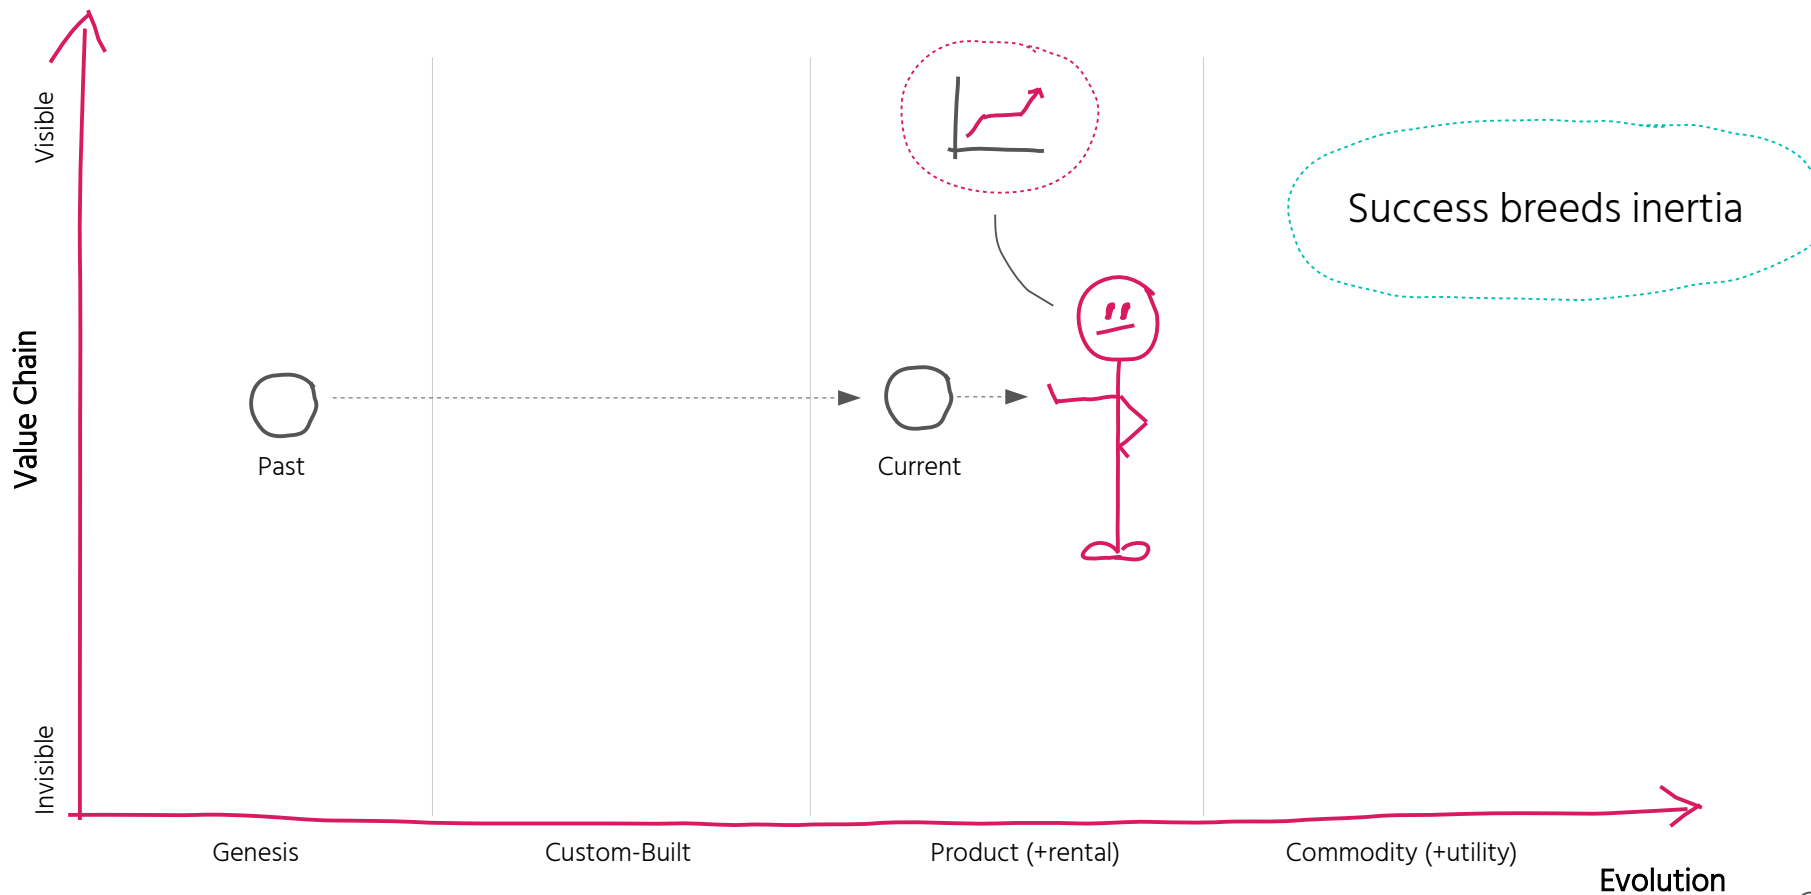 Visible
Success breeds inertia
Value Chain
Past
Current
Invisible
Genesis
Custom-Built
Product (+rental)
Commodity (+utility)
Evolution